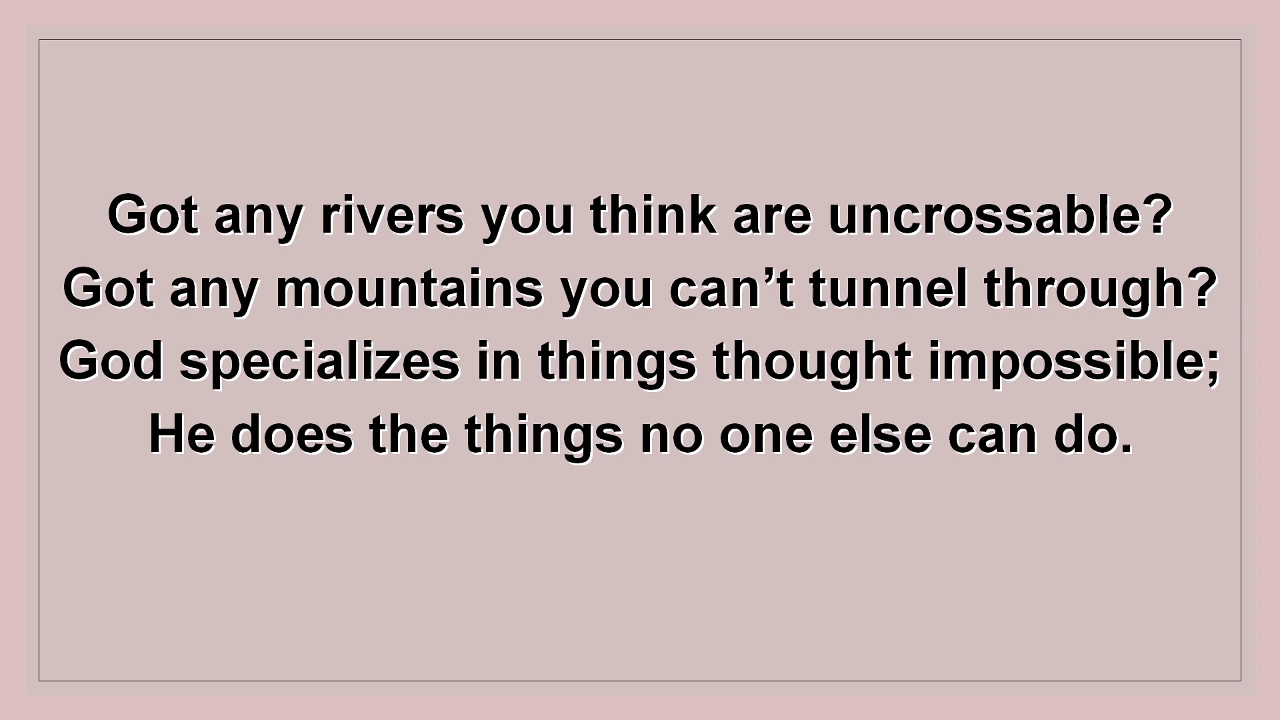 Got any rivers you think are uncrossable?
Got any mountains you can’t tunnel through?
God specializes in things thought impossible;
He does the things no one else can do.